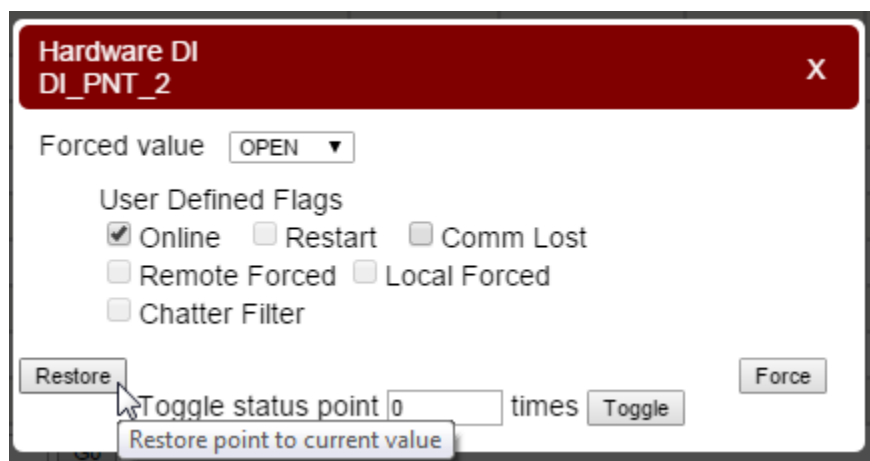 Hardware DI
DI_PNT_2
X
Forced value OPEN
User Defined Flags
Online Restart Comm Lost
Remote Forced Local Forced
Chatter Filter
Restore Force
Toggle status point 0 times Toggle
Restore point to current value
Go